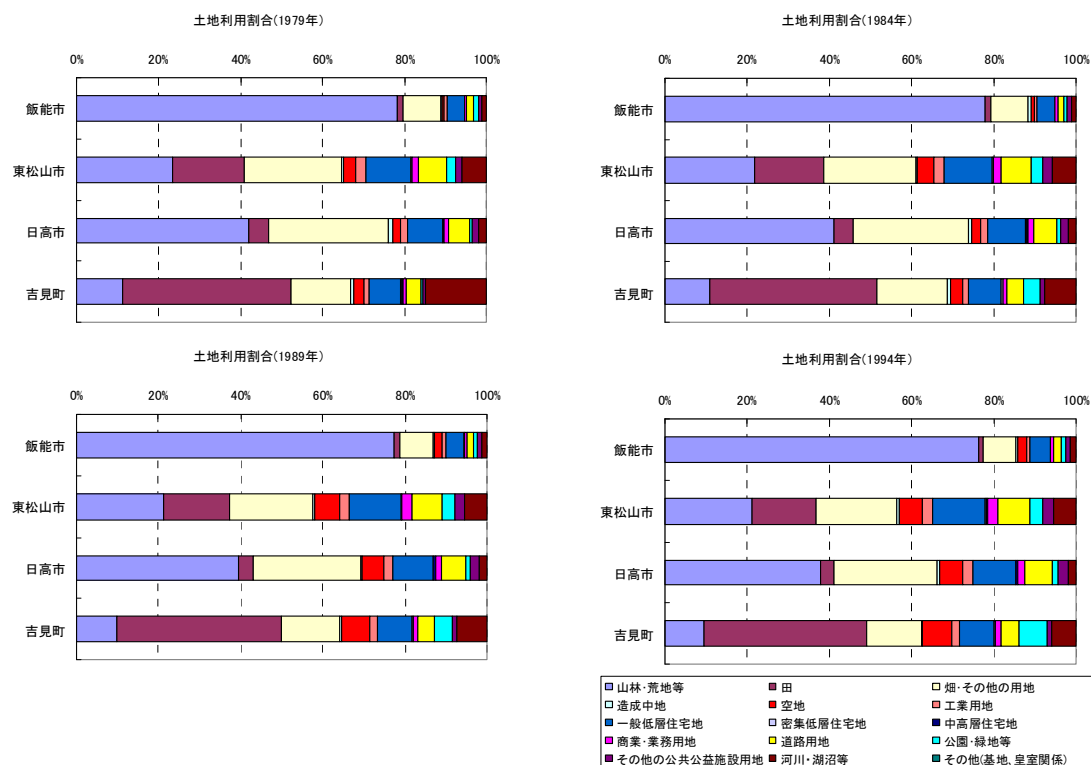 土地利用割合(1979年)
0% 20% 40% 60% 80% 100%
飯能市
東松山市
日高市
吉見町
土地利用割合(1984年)
0% 20% 40% 60% 80% 100%
飯能市
東松山市
日高市
吉見町
土地利用割合(1989年)
0% 20% 40% 60% 80% 100%
飯能市
東松山市
日高市
吉見町
土地利用割合(1994年)
0% 20% 40% 60% 80% 100%
飯能市
東松山市
日高市
吉見町
山林・荒地等 田 畑・その他の用地
造成中地 空地 工業用地
一般低層住宅地 密集低層住宅地 中高層住宅地
商業・業務用地 道路用地 公園・緑地等
その他の公共公益施設用地 河川・湖沼等 その他(基地、皇室関係)